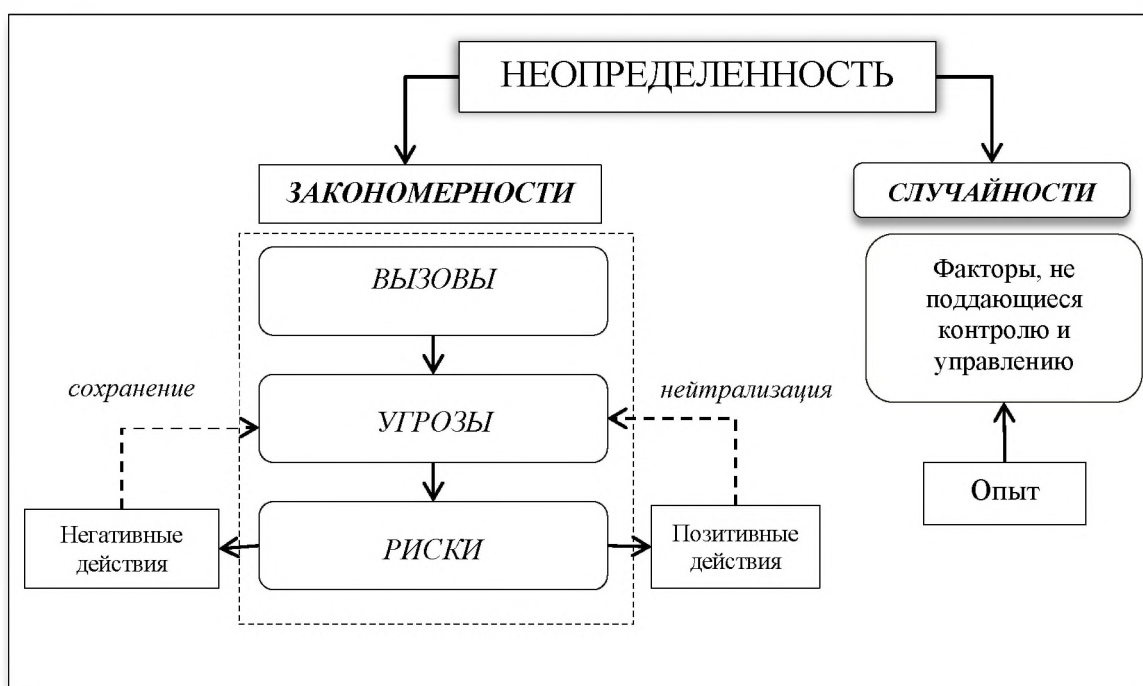 НЕОПРЕДЕЛЕННОСТЬ
ЗАКОНОМЕРНОСТИ
СЛУЧАЙНОСТИ
ВЫЗОВЫ
Факторы, не
поддающиеся
контролю и
управлению
сохранение
нейтрализация
УГРОЗЫ
Опыт
Негативные
действия
РИСКИ
Позитивные
действия